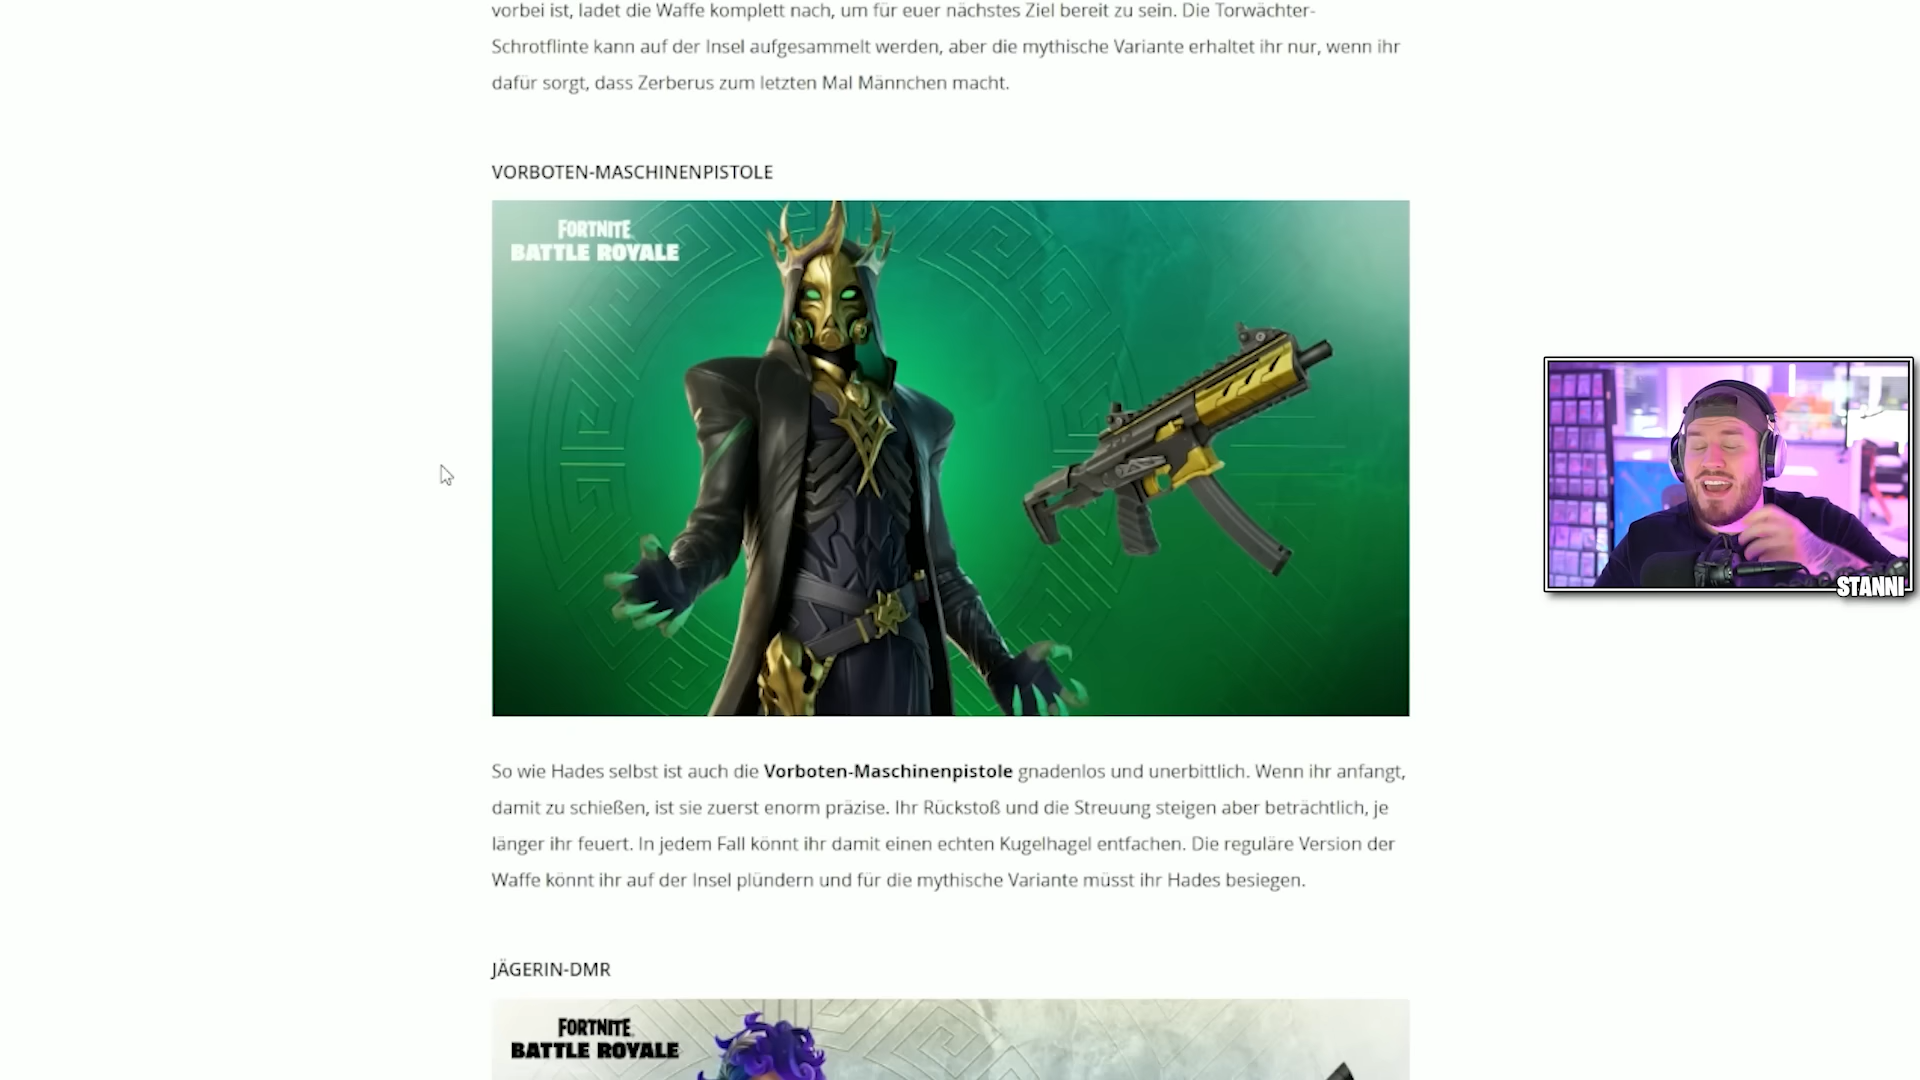 vorbei ist, ladet die Waffe komplett nach, um für euer nächstes Ziel bereit zu sein. Die Torwächter-
Schrotflinte kann auf der Insel aufgesammelt werden, aber die mythische Variante erhaltet ihr nur, wenn ihr
dafür sorgt, dass Zerberus zum letzten Mal Männchen macht.
VORBOTEN-MASCHINENPISTOLE
FORTNITE
BATTLE ROYALE
STANNI
So wie Hades selbst ist auch die Vorboten-Maschinenpistole gnadenlos und unerbittlich. Wenn ihr anfangt,
damit zu schießen, ist sie zuerst enorm präzise. Ihr Rückstoß und die Streuung steigen aber beträchtlich, je
länger ihr feuert. In jedem Fall könnt ihr damit einen echten Kugelhagel entfachen. Die reguläre Version der
Waffe könnt ihr auf der Insel plündern und für die mythische Variante müsst ihr Hades besiegen.
JÄGERIN-DMR
FORTNITE
BATTLE ROYALE